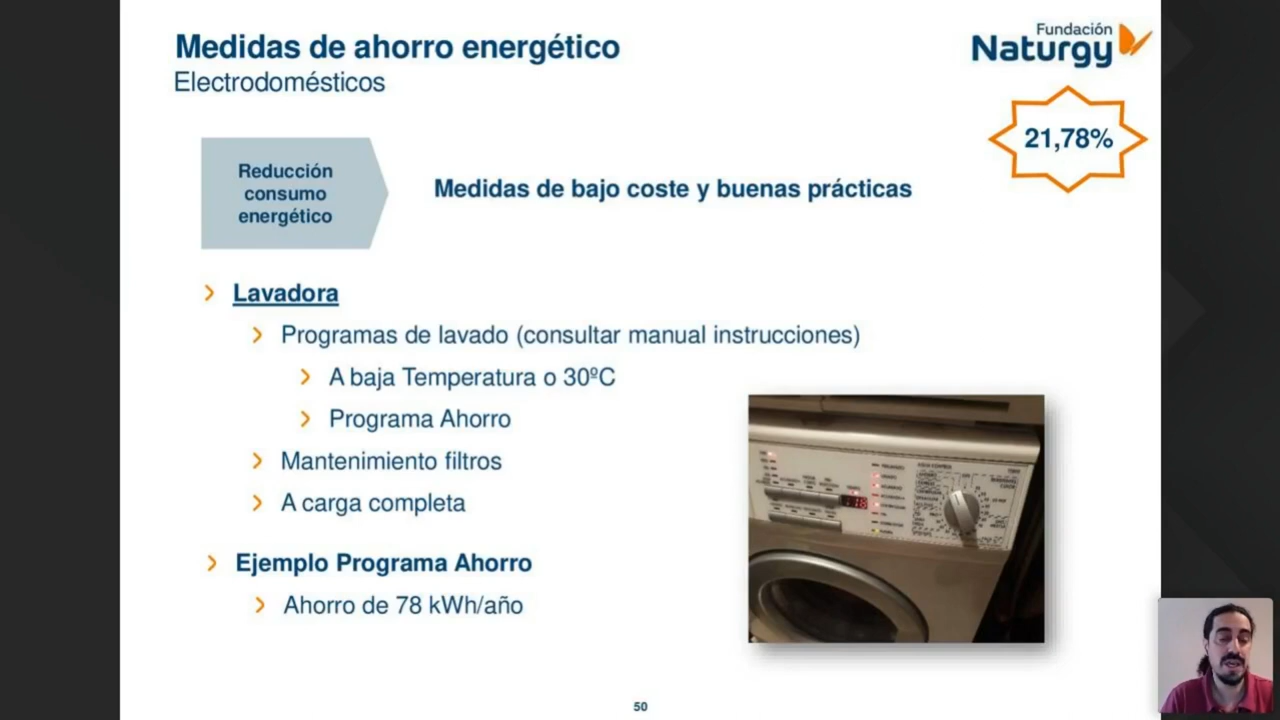 Medidas de ahorro energético
Electrodomésticos
Fundación
Naturgy
21,78%
Reducción
consumo
energético
Medidas de bajo coste y buenas prácticas
Lavadora
Programas de lavado (consultar manual instrucciones)
A baja Temperatura o 30ºC
Programa Ahorro
Mantenimiento filtros
A carga completa
Ejemplo Programa Ahorro
Ahorro de 78 kWh/año
50